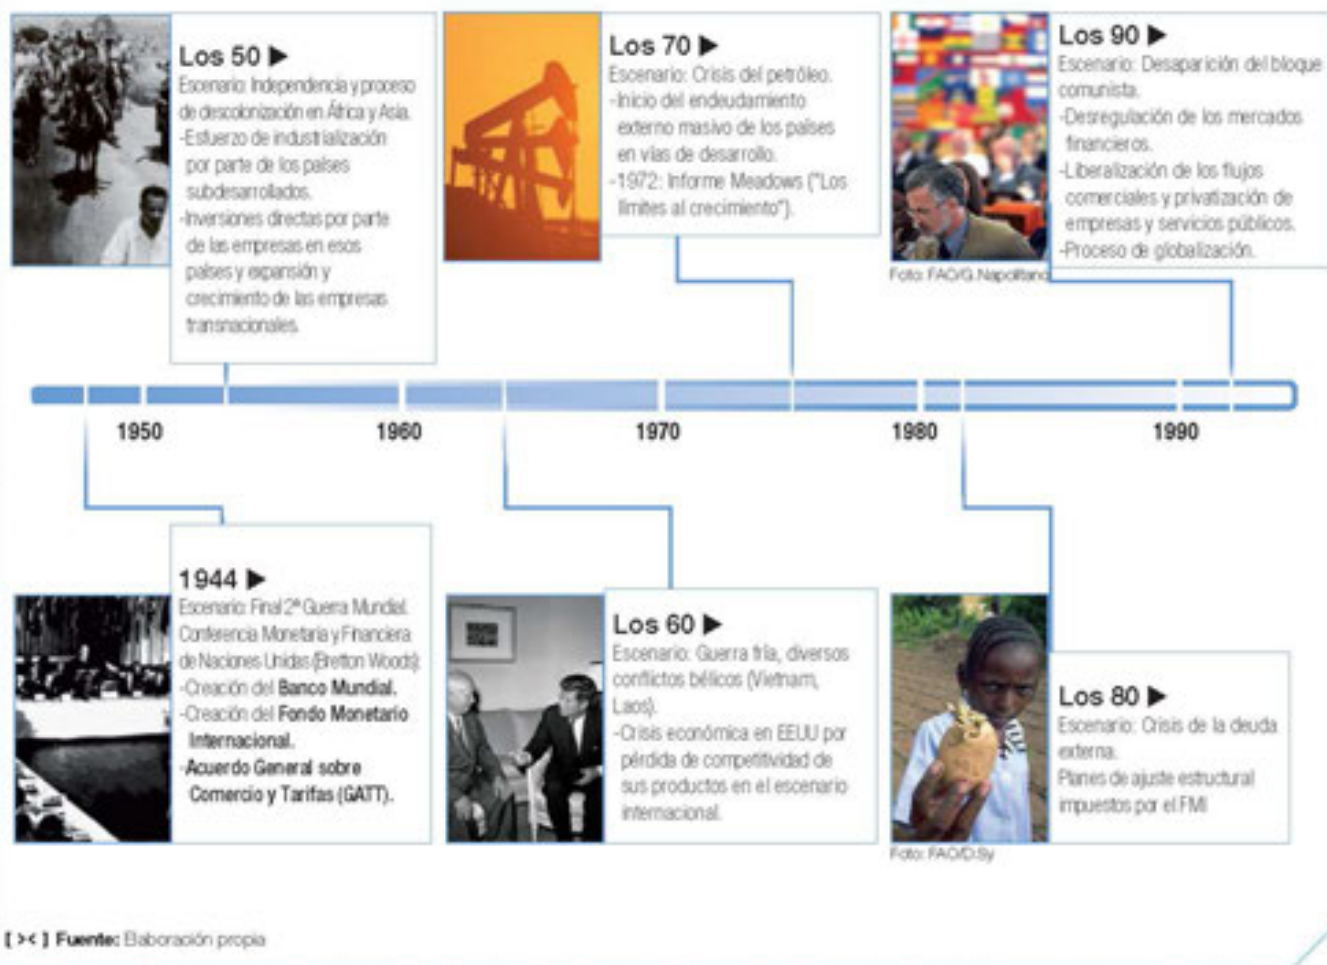 Los 50 ▶
Escenario: Independencia y proceso
de descolonización en África y Asia.
-Esfuerzo de industrialización
por parte de los países
subdesarrollados.
-Inversiones directas por parte
de las empresas en esos
países y expansión y
crecimiento de las empresas
transnacionales.
Los 70 ▶
Escenario: Crisis del petróleo.
-Inicio del endeudamiento
externo masivo de los países
en vías de desarrollo.
-1972: Informe Meadows ("Los
límites al crecimiento").
Los 90 ▶
Escenario: Desaparición del bloque
comunista.
-Desregulación de los mercados
financieros.
-Liberalización de los flujos
comerciales y privatización de
empresas y servicios públicos.
-Proceso de globalización.
Foto: FAO/G.Napolitano
1950
1960
1970
1980
1990
1944 ▶
Escenario: Final 2ª Guerra Mundial.
Conferencia Monetaria y Financiera
de Naciones Unidas (Bretton Woods):
-Creación del Banco Mundial.
-Creación del Fondo Monetario
Internacional.
-Acuerdo General sobre
Comercio y Tarifas (GATT).
Los 60 ▶
Escenario: Guerra fría, diversos
conflictos bélicos (Vietnam,
Laos).
-Crisis económica en EEUU por
pérdida de competitividad de
sus productos en el escenario
internacional.
Los 80 ▶
Escenario: Crisis de la deuda
externa.
Planes de ajuste estructural
impuestos por el FMI
Foto: FAO/D.Sy
[ >< ] Fuente: Elaboración propia